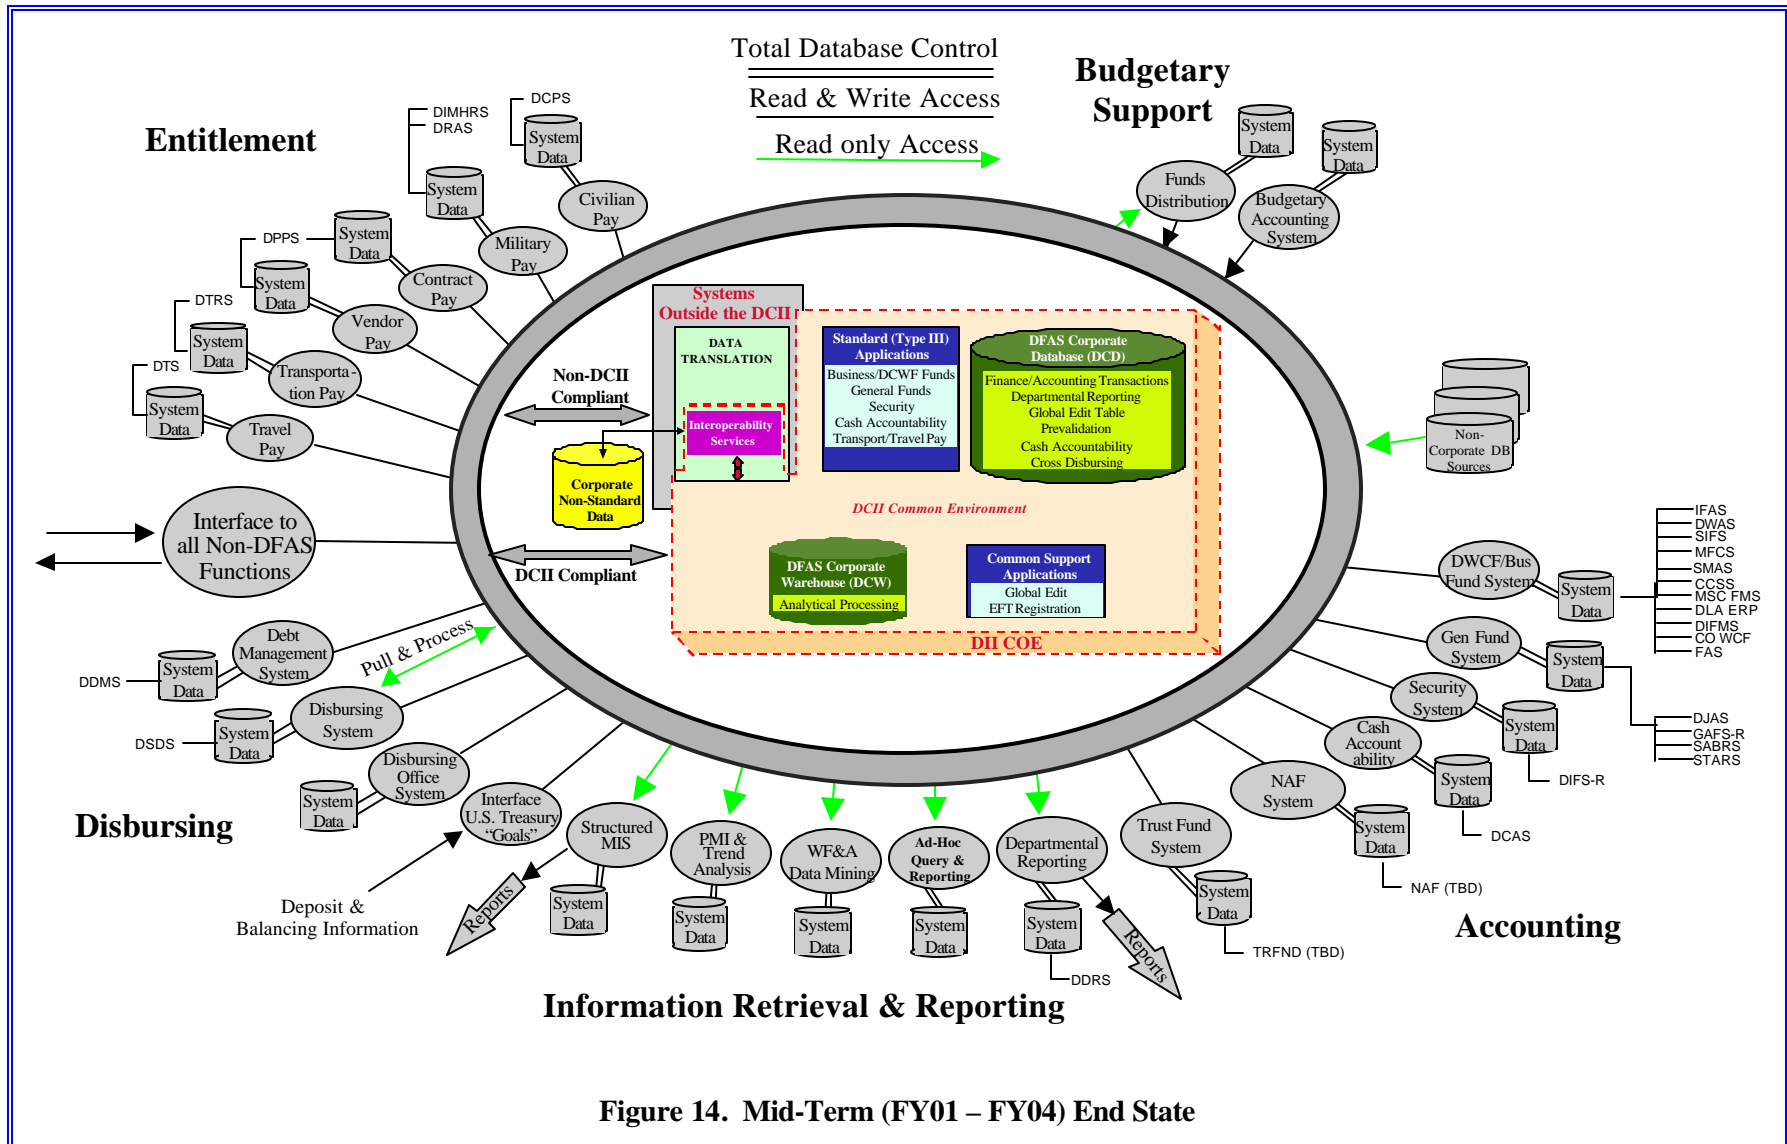 Total Database Control
Read & Write Access
Read only Access
Budgetary
Support
Entitlement
DIMHRS
DRAS
System
Data
Military
Pay
DCPS
System
Data
Civilian
Pay
System
Data
Funds
Distribution
System
Data
Budgetary
Accounting
System
DPPS
System
Data
Contract
Pay
System
Data
Vendor
Pay
DTRS
System
Data
Transporta-
tion Pay
DTS
System
Data
Travel
Pay
Interface to
all Non-DFAS
Functions
Systems
Outside the DCII
DATA
TRANSLATION
Interoperability
Services
Non-DCII
Compliant
Corporate
Non-Standard
Data
DCII Compliant
Standard (Type III)
Applications
Business/DCWF Funds
General Funds
Security
Cash Accountability
Transport/Travel Pay
DFAS Corporate
Database (DCD)
Finance/Accounting Transactions
Departmental Reporting
Global Edit Table
Prevalidation
Cash Accountability
Cross Disbursing
DCII Common Environment
DFAS Corporate
Warehouse (DCW)
Analytical Processing
Common Support
Applications
Global Edit
EFT Registration
DII COE
Non-
Corporate DB
Sources
DWCF/Bus
Fund System
System
Data
IFAS
DWAS
SIFS
MFCS
SMAS
CCSS
MSC FMS
DLA ERP
DIFMS
CO WCF
FAS
Gen Fund
System
System
Data
DJAS
GAFS-R
SABRS
STARS
Security
System
System
Data
DIFS-R
Cash
Account
ability
System
Data
DCAS
NAF
System
System
Data
NAF (TBD)
Trust Fund
System
System
Data
TRFND (TBD)
Accounting
Debt
Management
System
System
Data
DDMS
Pull & Process
Disbursing
System
System
Data
DSDS
Disbursing
Office
System
System
Data
Disbursing
Interface
U.S. Treasury
“Goals”
Deposit &
Balancing Information
Structured
MIS
Reports
System
Data
PMI &
Trend
Analysis
System
Data
WF&A
Data Mining
System
Data
Ad-Hoc
Query &
Reporting
System
Data
Departmental
Reporting
System
Data
DDRS
Reports
Information Retrieval & Reporting
Figure 14. Mid-Term (FY01 – FY04) End State